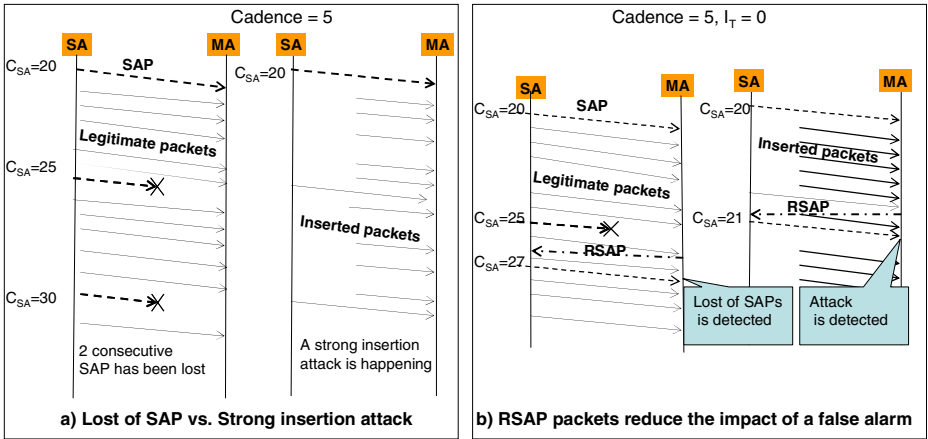 Cadence = 5
SA
MA
SA
MA
C_SA=20
SAP
C_SA=20
Legitimate packets
C_SA=25
Inserted packets
C_SA=30
2 consecutive
SAP has been lost
A strong insertion
attack is happening
a) Lost of SAP vs. Strong insertion attack
Cadence = 5, I_T = 0
SA
MA
SA
MA
C_SA=20
SAP
C_SA=20
Inserted packets
Legitimate packets
C_SA=25
RSAP
C_SA=21
RSAP
C_SA=27
Lost of SAPs
is detected
Attack
is detected
b) RSAP packets reduce the impact of a false alarm